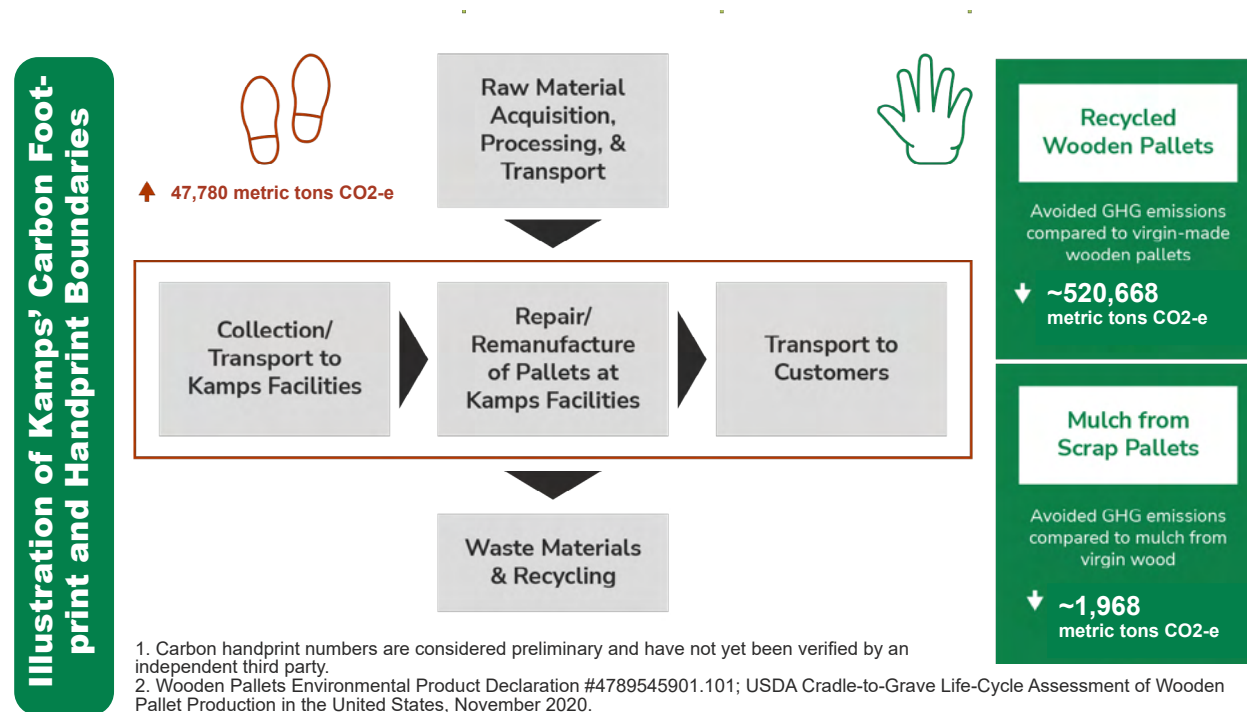 Illustration of Kamps' Carbon Foot-
print and Handprint Boundaries
47,780 metric tons CO2-e
Raw Material
Acquisition,
Processing, &
Transport
Collection/
Transport to
Kamps Facilities
Repair/
Remanufacture
of Pallets at
Kamps Facilities
Transport to
Customers
Waste Materials
& Recycling
Recycled
Wooden Pallets
Avoided GHG emissions
compared to virgin-made
wooden pallets
~520,668
metric tons CO2-e
Mulch from
Scrap Pallets
Avoided GHG emissions
compared to mulch from
virgin wood
~1,968
metric tons CO2-e
1. Carbon handprint numbers are considered preliminary and have not yet been verified by an
independent third party.
2. Wooden Pallets Environmental Product Declaration #4789545901.101; USDA Cradle-to-Grave Life-Cycle Assessment of Wooden
Pallet Production in the United States, November 2020.